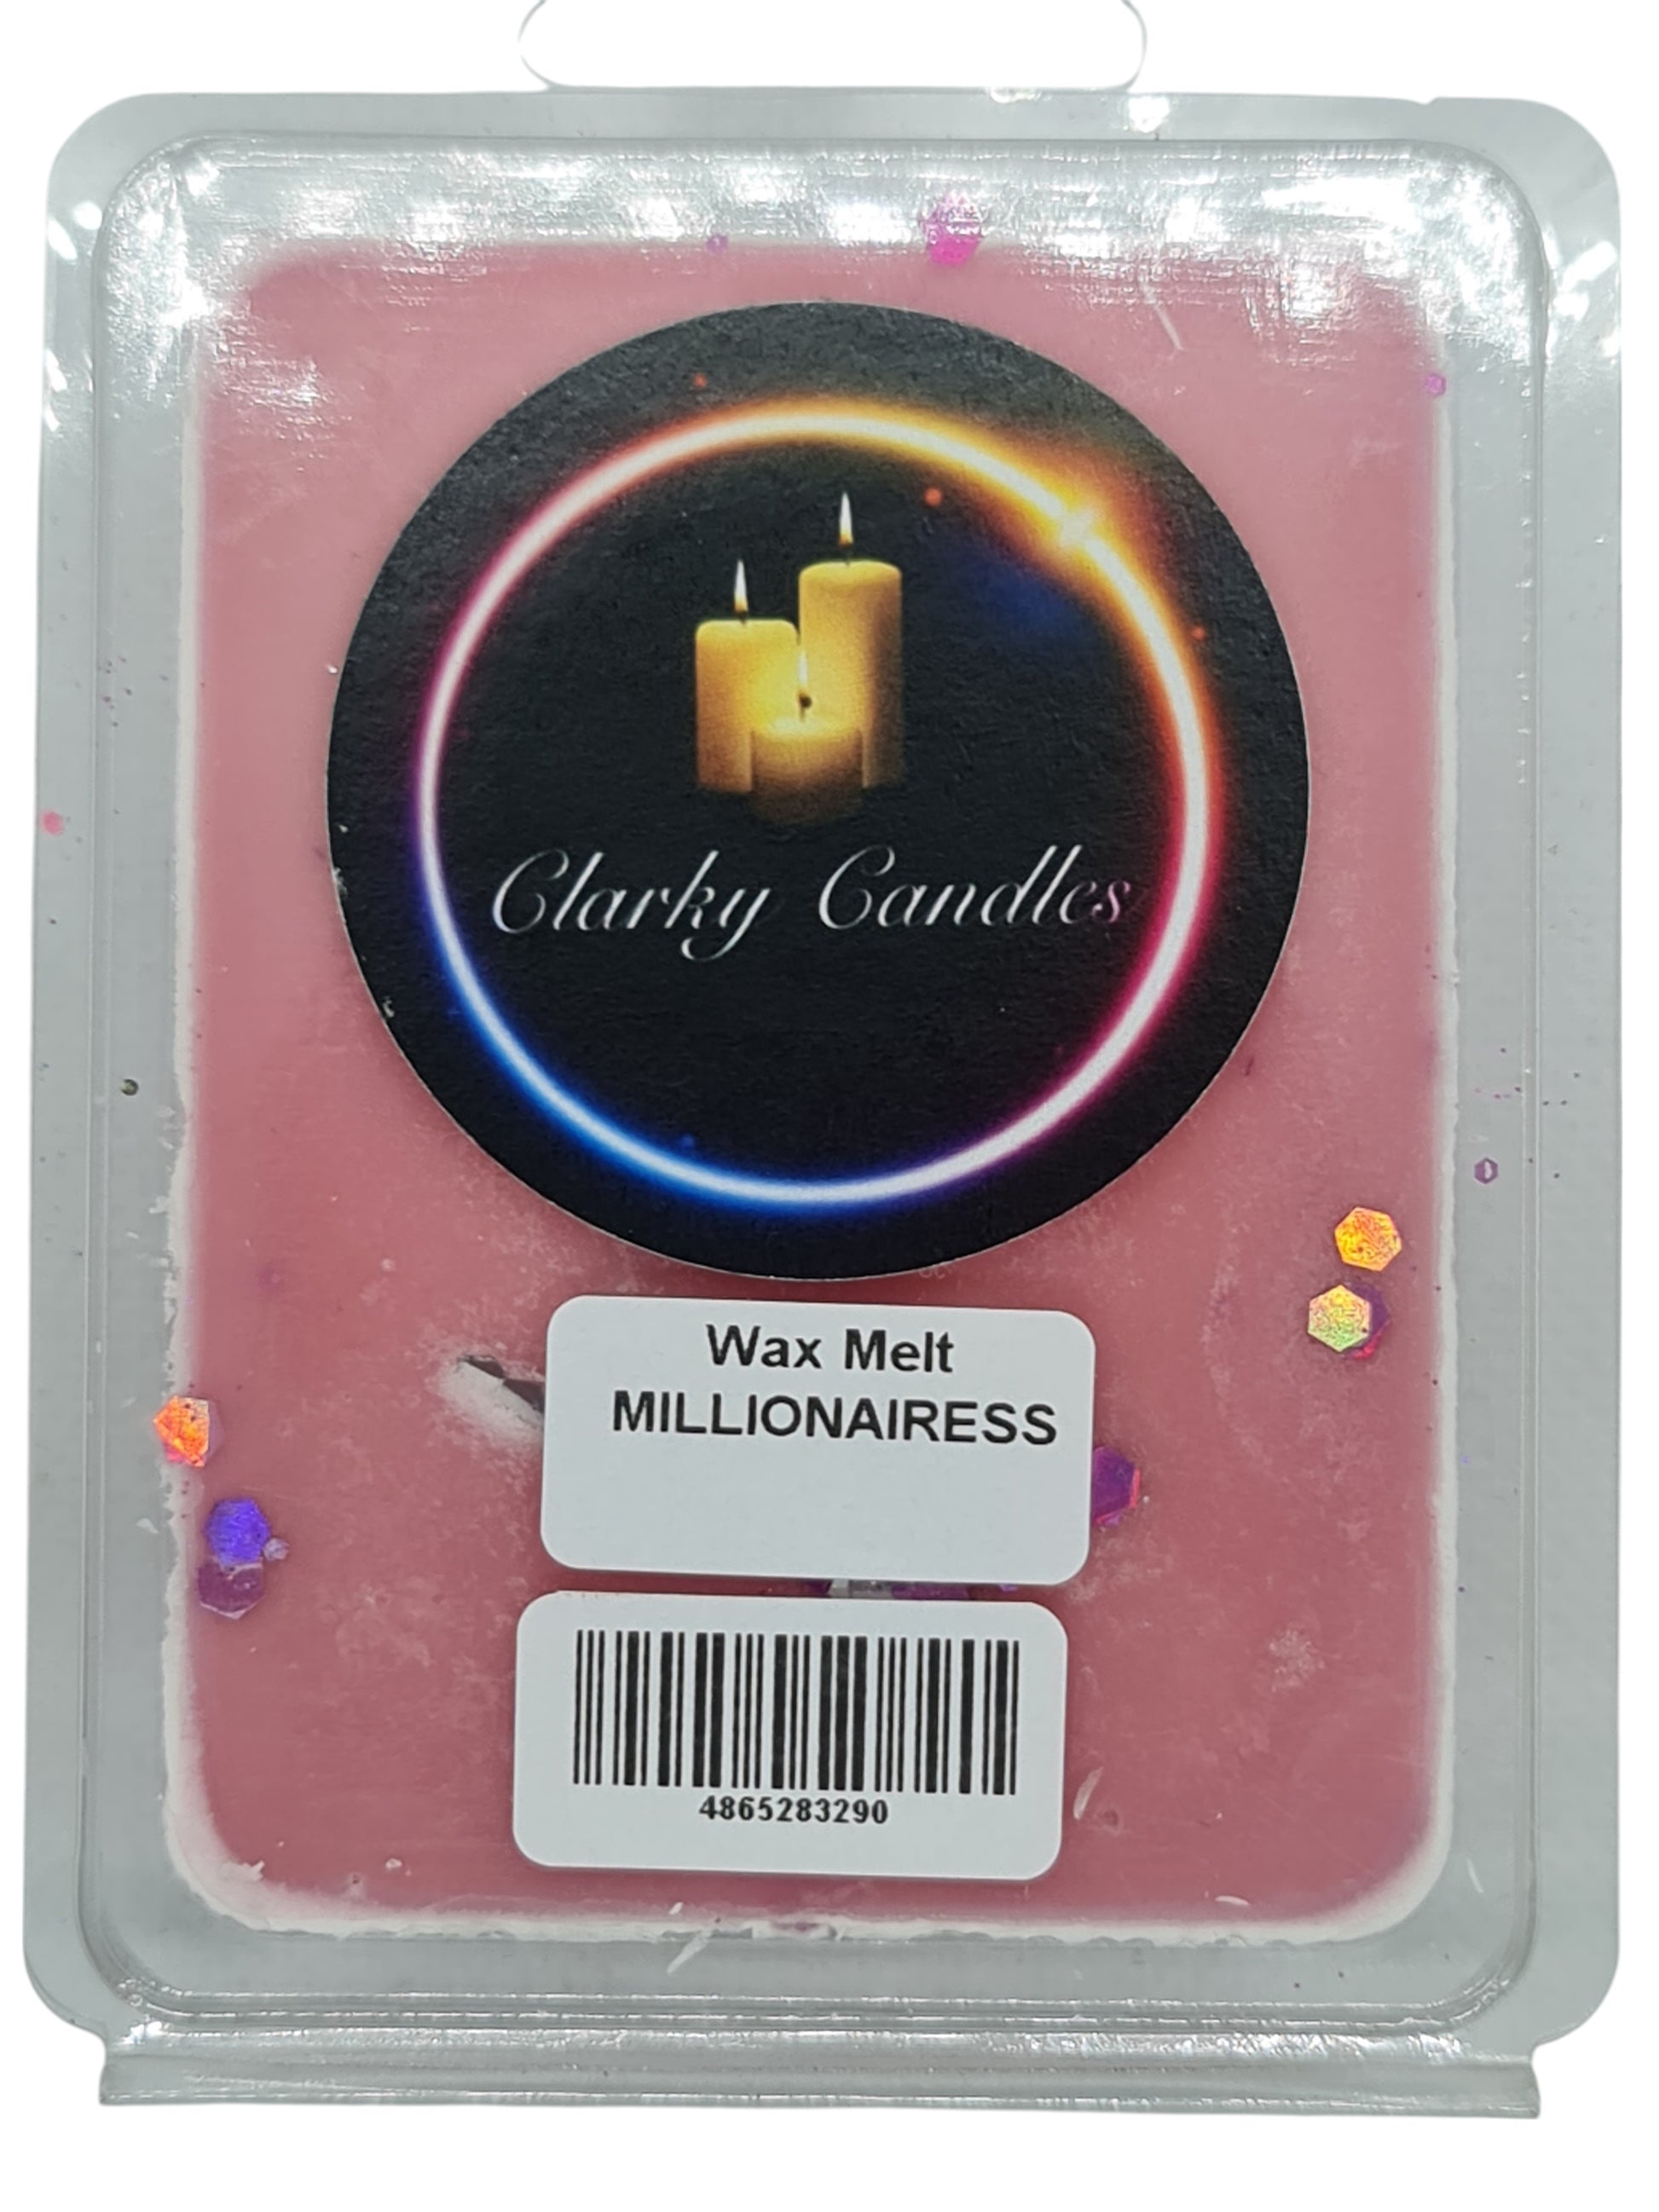 Clarky Candles
Wax Melt
MILLIONAIRESS
4865283290